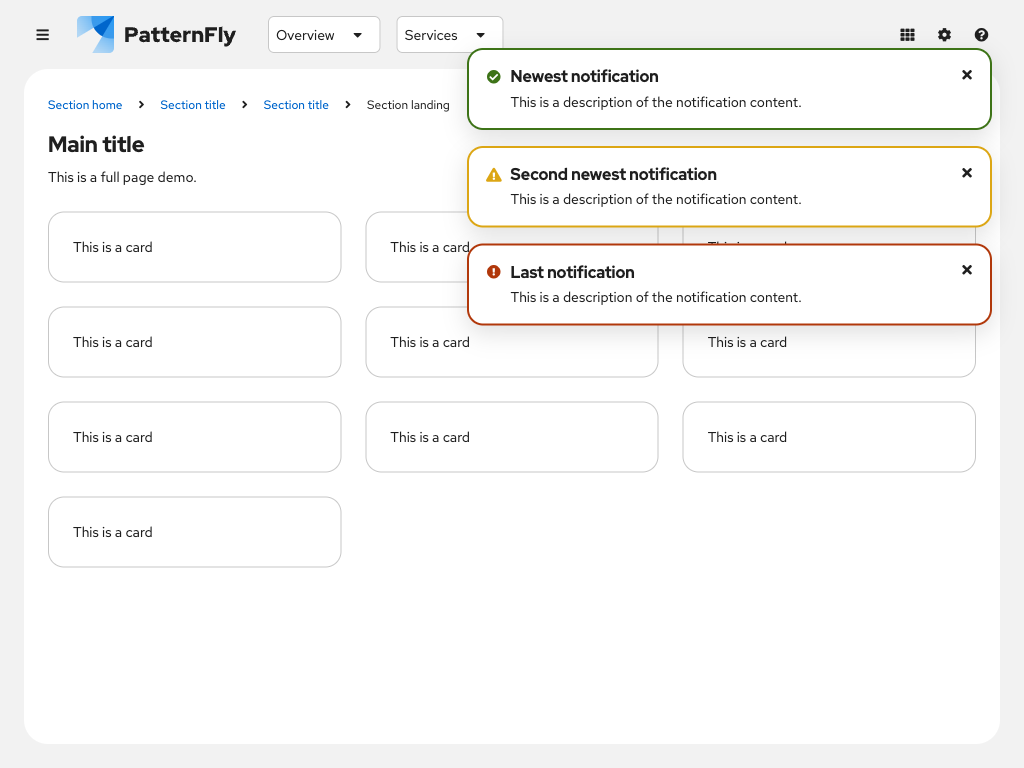 PatternFly
Overview
Services
Newest notification
This is a description of the notification content.
Second newest notification
This is a description of the notification content.
Last notification
This is a description of the notification content.
Section home
Section title
Section title
Section landing
Main title
This is a full page demo.
This is a card
This is a card
This is a card
This is a card
This is a card
This is a card
This is a card
This is a card
This is a card